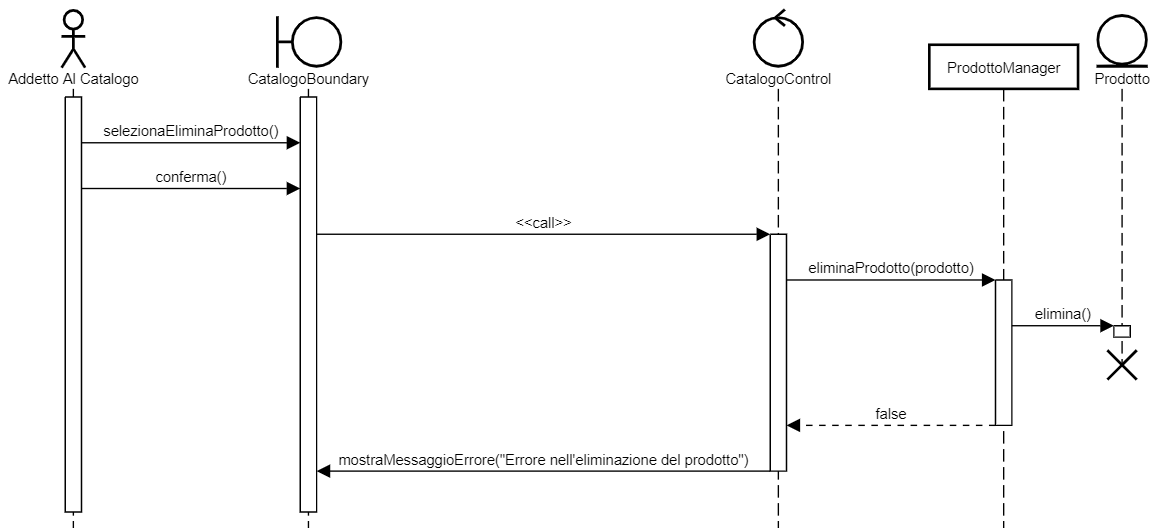 ProdottoManager
Addetto Al Catalogo
CatalogoBoundary
CatalogoControl
Prodotto
selezionaEliminaProdotto()
conferma()
<<call>>
eliminaProdotto(prodotto)
elimina()
false
mostraMessaggioErrore("Errore nell'eliminazione del prodotto")